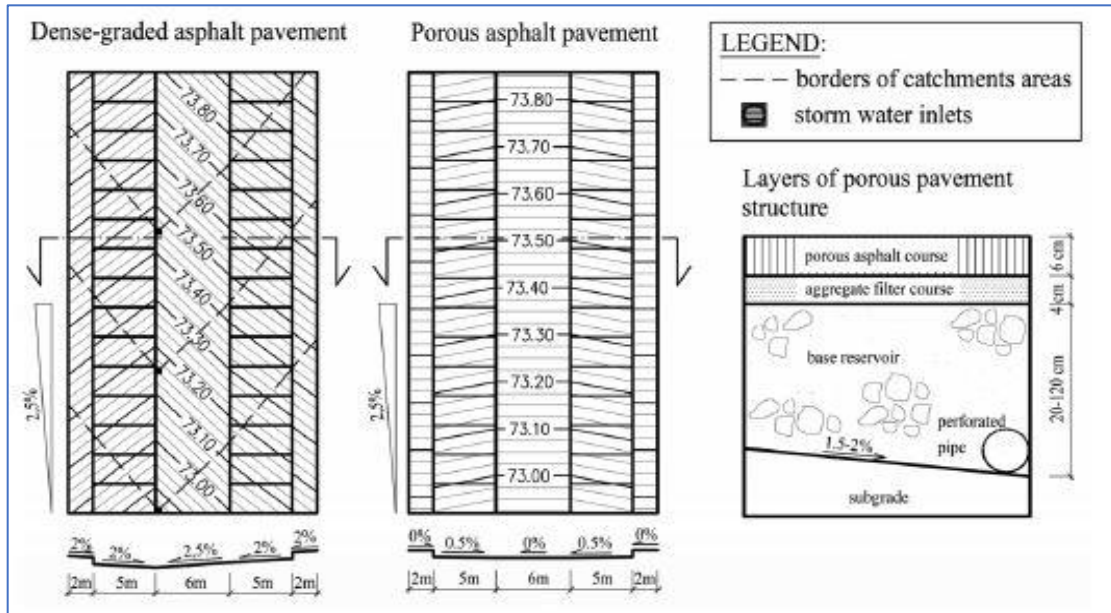 Dense-graded asphalt pavement
73.80
73.70
73.60
73.50
73.40
73.30
73.20
73.10
73.00
2.5%
2%
2%
2.5%
2%
2%
2m
5m
6m
5m
2m
Porous asphalt pavement
73.80
73.70
73.60
73.50
73.40
73.30
73.20
73.10
73.00
2.5%
0%
0.5%
0%
0.5%
0%
2m
5m
6m
5m
2m
LEGEND:
borders of catchments areas
storm water inlets
Layers of porous pavement
structure
porous asphalt course
6 cm
aggregate filter course
4 cm
base reservoir
20-120 cm
perforated
pipe
1.5-2%
subgrade